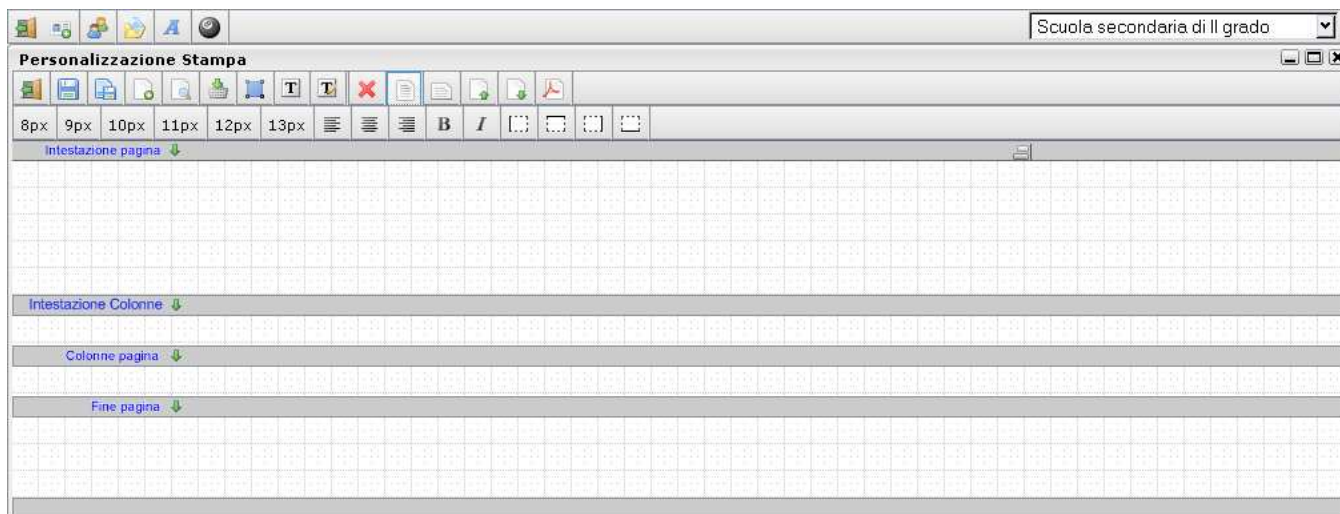 Scuola secondaria di II grado
Personalizzazione Stampa
8px 9px 10px 11px 12px 13px B I
Intestazione pagina
Intestazione Colonne
Colonne pagina
Fine pagina